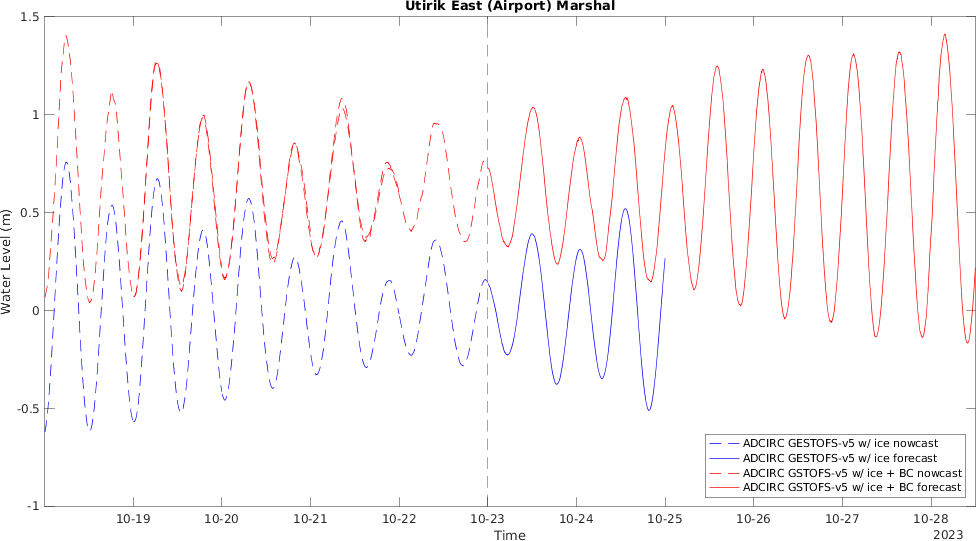 Utirik East (Airport) Marshal
1.5
1
0.5
0
-0.5
-1
Water Level (m)
10-19
10-20
10-21
10-22
10-23
10-24
10-25
10-26
10-27
10-28
Time
2023
ADCIRC GESTOFS-v5 w/ ice nowcast
ADCIRC GESTOFS-v5 w/ ice forecast
ADCIRC GSTOFS-v5 w/ ice + BC nowcast
ADCIRC GSTOFS-v5 w/ ice + BC forecast